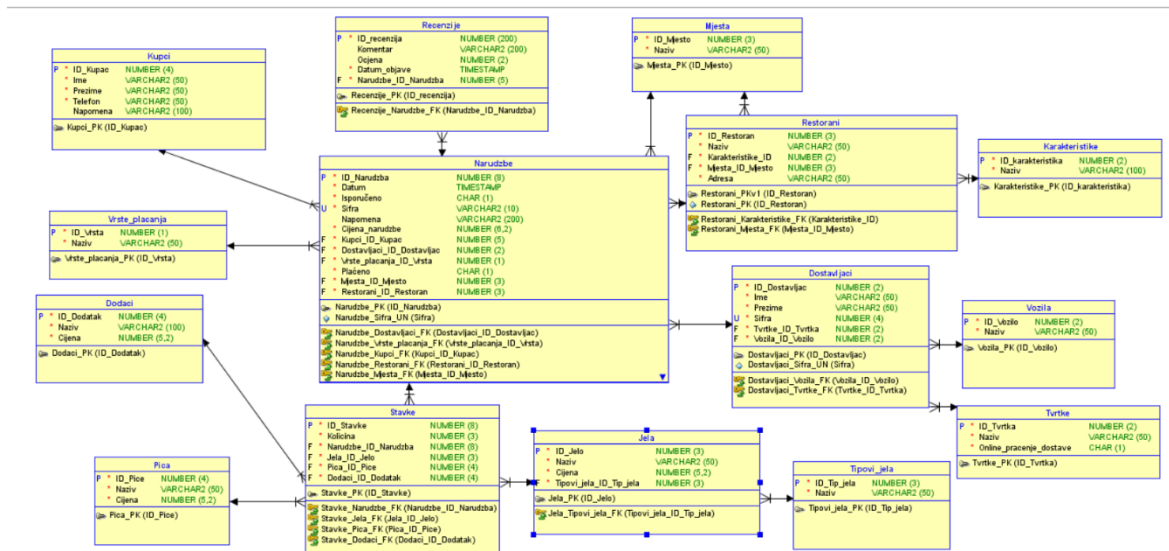 Kupci
P * ID_Kupac NUMBER (4)
* Ime VARCHAR2 (50)
* Prezime VARCHAR2 (50)
* Telefon VARCHAR2 (50)
Napomena VARCHAR2 (100)
Kupci_PK (ID_Kupac)
Recenzije
P * ID_recenzija NUMBER (200)
Komentar VARCHAR2 (200)
Ocjena NUMBER (2)
* Datum_objave TIMESTAMP
F * Narudzbe_ID_Narudzba NUMBER (5)
Recenzije_PK (ID_recenzija)
Recenzije_Narudzbe_FK (Narudzbe_ID_Narudzba)
Mjesta
P * ID_Mjesto NUMBER (3)
* Naziv VARCHAR2 (50)
Mjesta_PK (ID_Mjesto)
Restorani
P * ID_Restoran NUMBER (3)
* Naziv VARCHAR2 (50)
F * Karakteristike_ID NUMBER (2)
F * Mjesta_ID_Mjesto NUMBER (3)
* Adresa VARCHAR2 (50)
Restorani_PKv1 (ID_Restoran)
Restorani_PK (ID_Restoran)
Restorani_Karakteristike_FK (Karakteristike_ID)
Restorani_Mjesta_FK (Mjesta_ID_Mjesto)
Karakteristike
P * ID_karakteristika NUMBER (2)
* Naziv VARCHAR2 (100)
Karakteristike_PK (ID_karakteristika)
Narudzbe
P * ID_Narudzba NUMBER (8)
* Datum TIMESTAMP
* Isporučeno CHAR (1)
U * Sifra VARCHAR2 (10)
Napomena VARCHAR2 (200)
* Cijena_narudzbe NUMBER (6,2)
F * Kupci_ID_Kupac NUMBER (5)
F * Dostavljaci_ID_Dostavljac NUMBER (2)
F * Vrste_placanja_ID_Vrsta NUMBER (1)
* Plaćeno CHAR (1)
F * Mjesta_ID_Mjesto NUMBER (3)
F * Restorani_ID_Restoran NUMBER (3)
Narudzbe_PK (ID_Narudzba)
Narudzbe_Sifra_UN (Sifra)
Narudzbe_Dostavljaci_FK (Dostavljaci_ID_Dostavljac)
Narudzbe_Vrste_placanja_FK (Vrste_placanja_ID_Vrsta)
Narudzbe_Kupci_FK (Kupci_ID_Kupac)
Narudzbe_Restorani_FK (Restorani_ID_Restoran)
Narudzbe_Mjesta_FK (Mjesta_ID_Mjesto)
Vrste_placanja
P * ID_Vrsta NUMBER (1)
* Naziv VARCHAR2 (50)
Vrste_placanja_PK (ID_Vrsta)
Dodaci
P * ID_Dodatak NUMBER (4)
* Naziv VARCHAR2 (100)
* Cijena NUMBER (5,2)
Dodaci_PK (ID_Dodatak)
Dostavljaci
P * ID_Dostavljac NUMBER (2)
* Ime VARCHAR2 (50)
* Prezime VARCHAR2 (50)
U * Sifra NUMBER (4)
F * Tvrtke_ID_Tvrtka NUMBER (2)
F * Vozila_ID_Vozilo NUMBER (2)
Dostavljaci_PK (ID_Dostavljac)
Dostavljaci_Sifra_UN (Sifra)
Dostavljaci_Vozila_FK (Vozila_ID_Vozilo)
Dostavljaci_Tvrtke_FK (Tvrtke_ID_Tvrtka)
Vozila
P * ID_Vozilo NUMBER (2)
* Naziv VARCHAR2 (50)
Vozila_PK (ID_Vozilo)
Tvrtke
P * ID_Tvrtka NUMBER (2)
* Naziv VARCHAR2 (50)
* Online_pracenje_dostave CHAR (1)
Tvrtke_PK (ID_Tvrtka)
Stavke
P * ID_Stavke NUMBER (8)
* Kolicina NUMBER (3)
F * Narudzbe_ID_Narudzba NUMBER (8)
F * Jela_ID_Jelo NUMBER (3)
F * Pica_ID_Pice NUMBER (4)
F * Dodaci_ID_Dodatak NUMBER (4)
Stavke_PK (ID_Stavke)
Stavke_Narudzbe_FK (Narudzbe_ID_Narudzba)
Stavke_Jela_FK (Jela_ID_Jelo)
Stavke_Pica_FK (Pica_ID_Pice)
Stavke_Dodaci_FK (Dodaci_ID_Dodatak)
Jela
P * ID_Jelo NUMBER (3)
* Naziv VARCHAR2 (50)
* Cijena NUMBER (5,2)
F * Tipovi_jela_ID_Tip_jela NUMBER (3)
Jela_PK (ID_Jelo)
Jela_Tipovi_jela_FK (Tipovi_jela_ID_Tip_jela)
Pica
P * ID_Pice NUMBER (4)
* Naziv VARCHAR2 (50)
* Cijena NUMBER (5,2)
Pica_PK (ID_Pice)
Tipovi_jela
P * ID_Tip_jela NUMBER (3)
* Naziv VARCHAR2 (50)
Tipovi_jela_PK (ID_Tip_jela)